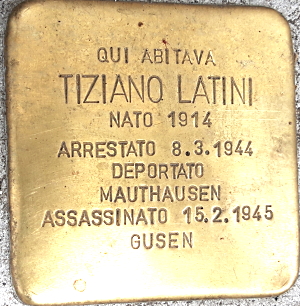 QUI ABITAVA
TIZIANO LATINI
NATO 1914
ARRESTATO 8.3.1944
DEPORTATO
MAUTHAUSEN
ASSASSINATO 15.2.1945
GUSEN